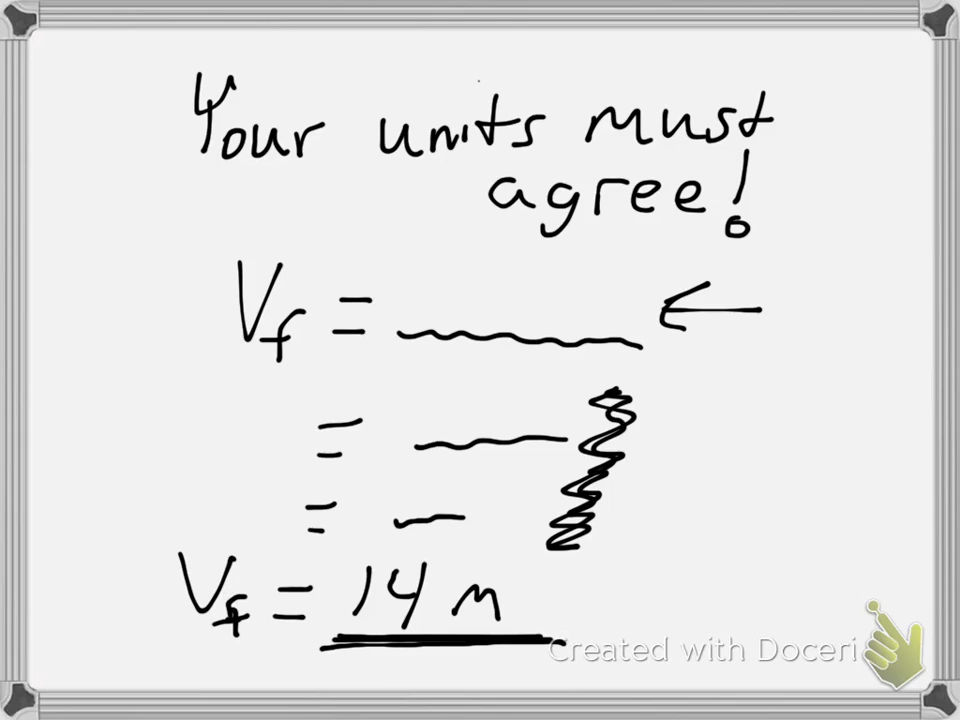 Your units must
agree!
Vf =
=
=
Vf = 14 m
Created with Doceri